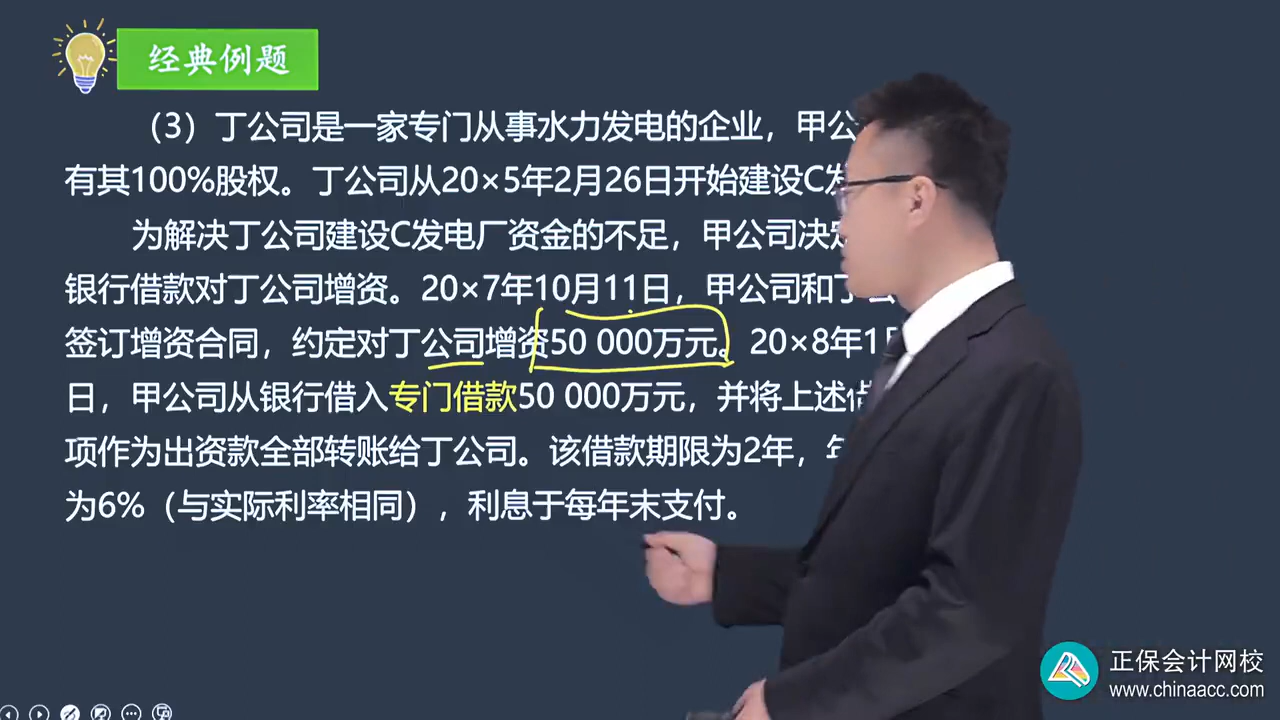 经典例题
（3）丁公司是一家专门从事水力发电的企业，甲公
有其100%股权。丁公司从20×5年2月26日开始建设C发
为解决丁公司建设C发电厂资金的不足，甲公司决定
银行借款对丁公司增资。20×7年10月11日，甲公司和丁公
签订增资合同，约定对丁公司增资50 000万元。20×8年1月
日，甲公司从银行借入专门借款50 000万元，并将上述借
项作为出资款全部转账给丁公司。该借款期限为2年，年
为6%（与实际利率相同），利息于每年末支付。
正保会计网校
www.chinaacc.com